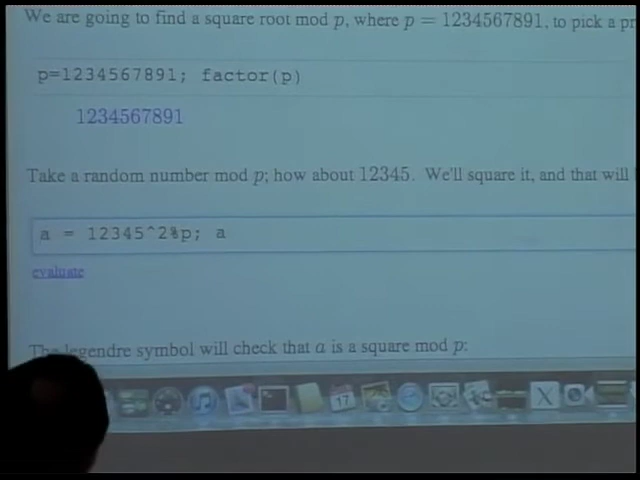 We are going to find a square root mod p, where p = 1234567891, to pick a pr
p=1234567891; factor(p)
1234567891
Take a random number mod p; how about 12345. We'll square it, and that will
a = 12345^2%p; a
evaluate
The legendre symbol will check that a is a square mod p:
17
X